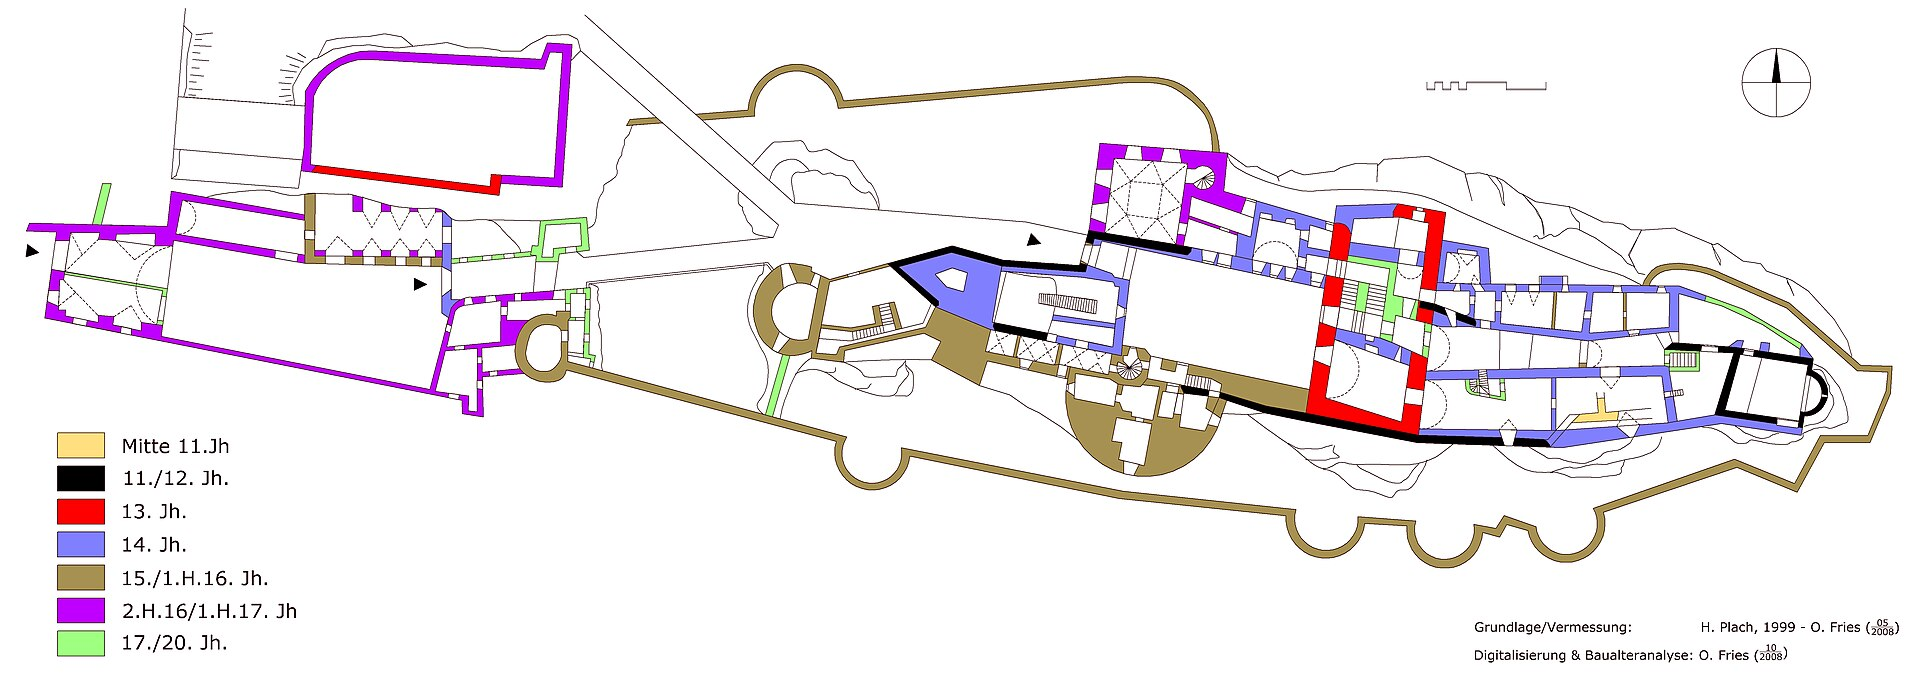 Mitte 11.Jh
11./12. Jh.
13. Jh.
14. Jh.
15./1.H.16. Jh.
2.H.16/1.H.17. Jh
17./20. Jh.
Grundlage/Vermessung: H. Plach, 1999 - O. Fries (05/2008)
Digitalisierung & Baualteranalyse: O. Fries (10/2008)